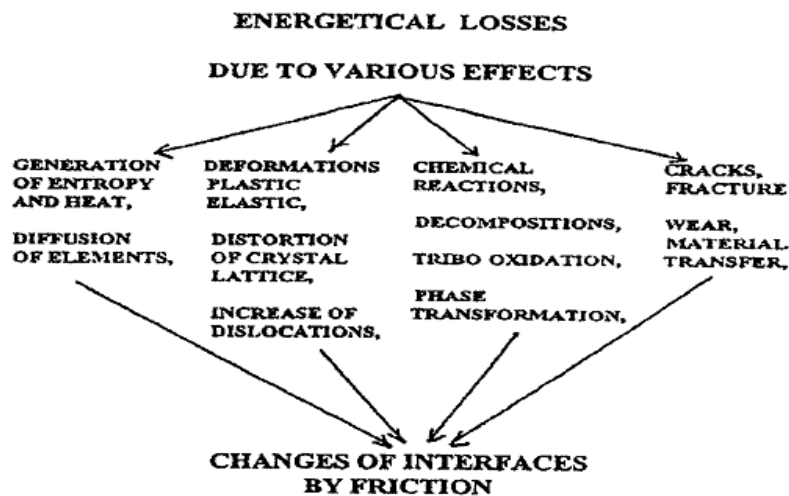 ENERGETICAL LOSSES
DUE TO VARIOUS EFFECTS
GENERATION
OF ENTROPY
AND HEAT,
DIFFUSION
OF ELEMENTS,
DEFORMATIONS
PLASTIC
ELASTIC,
DISTORTION
OF CRYSTAL
LATTICE,
INCREASE OF
DISLOCATIONS,
CHEMICAL
REACTIONS,
DECOMPOSITIONS,
TRIBO OXIDATION,
PHASE
TRANSFORMATION,
CRACKS,
FRACTURE
WEAR,
MATERIAL
TRANSFER,
CHANGES OF INTERFACES
BY FRICTION